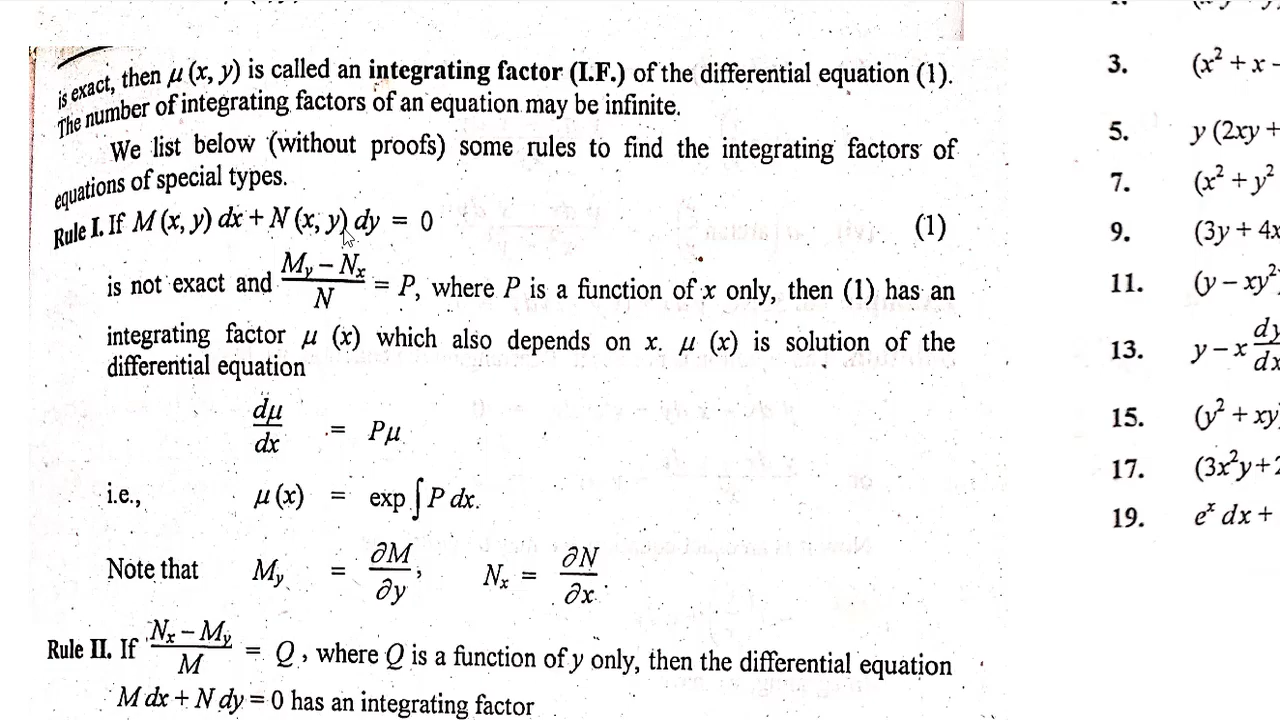 is exact, then μ (x, y) is called an integrating factor (I.F.) of the differential equation (1).
The number of integrating factors of an equation may be infinite.
We list below (without proofs) some rules to find the integrating factors of
equations of special types.
Rule I. If M (x, y) dx + N (x, y) dy = 0 (1)
is not exact and (M_y − N_x)/N = P, where P is a function of x only, then (1) has an
integrating factor μ (x) which also depends on x. μ (x) is solution of the
differential equation
dμ/dx = Pμ
i.e., μ (x) = exp ∫ P dx.
Note that M_y = ∂M/∂y, N_x = ∂N/∂x.
Rule II. If (N_x − M_y)/M = Q, where Q is a function of y only, then the differential equation
M dx + N dy = 0 has an integrating factor
3. (x² + x −
5. y (2xy +
7. (x² + y²
9. (3y + 4x
11. (y − xy²
13. y − x dy/dx
15. (y² + xy
17. (3x²y +
19. eˣ dx +